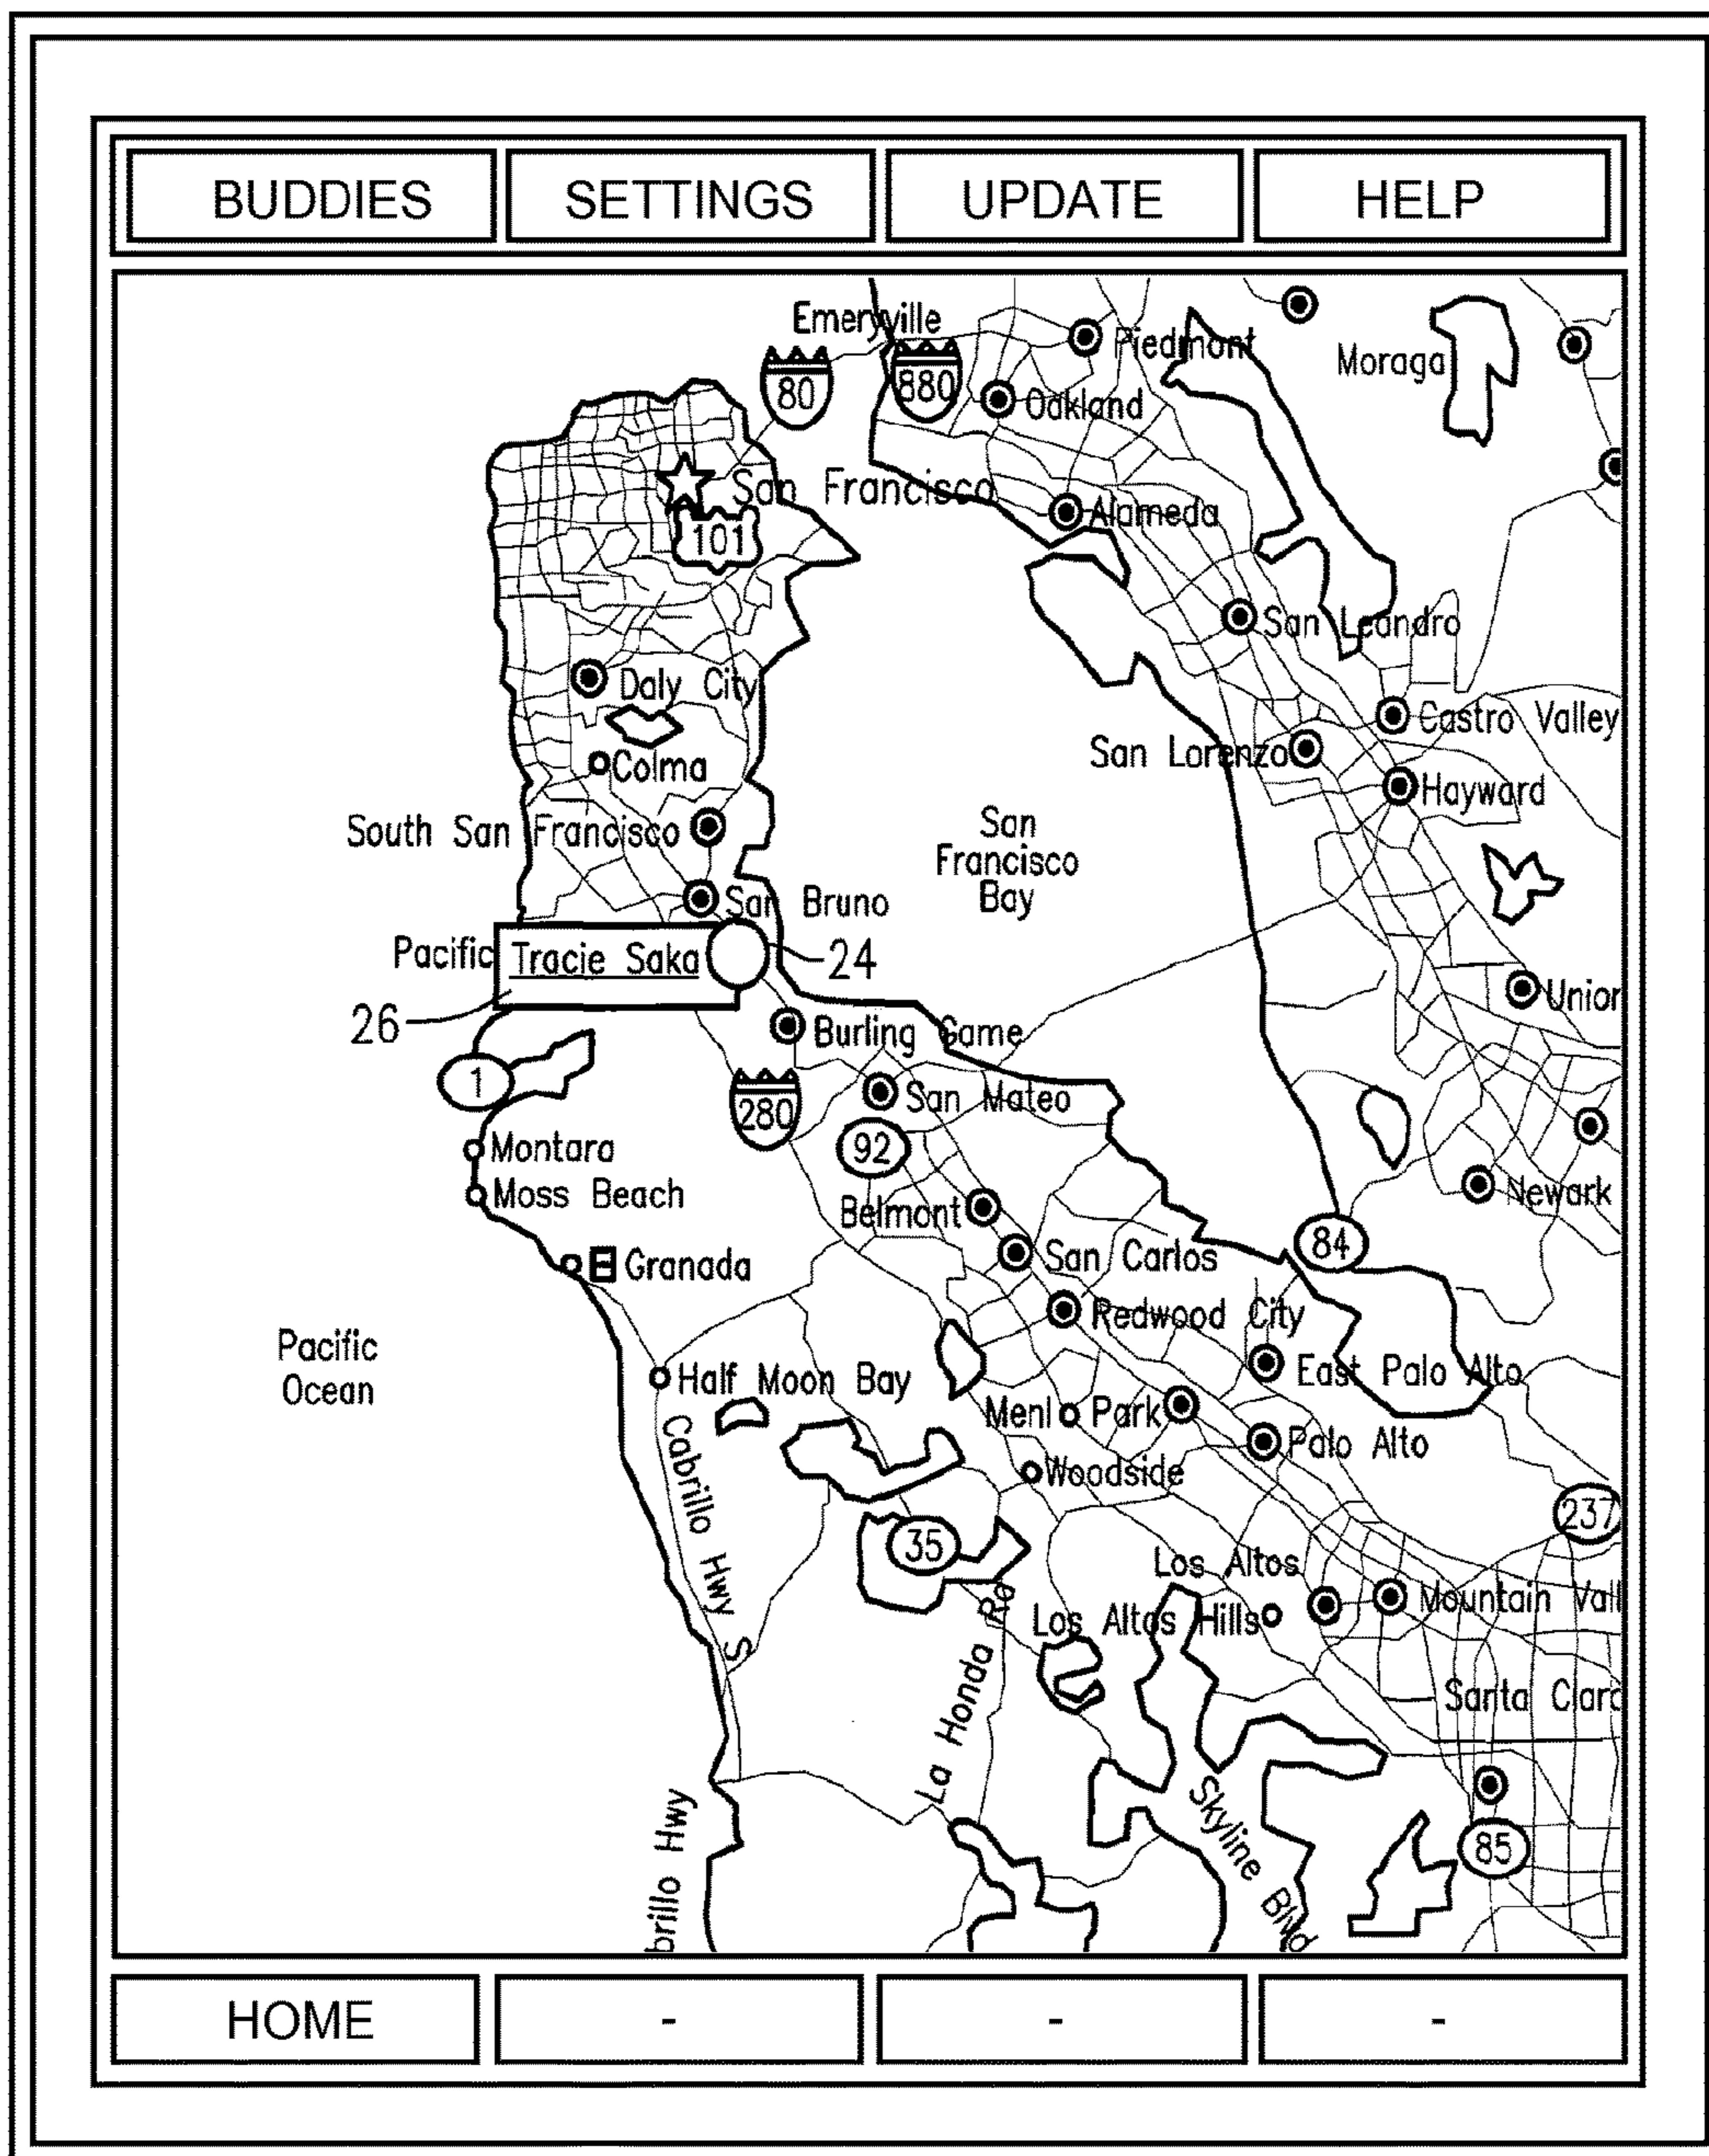 BUDDIES
SETTINGS
UPDATE
HELP
Emeryville
80
880
Piedmont
Moraga
Oakland
San Francisco
101
Alameda
San Leandro
Daly City
Castro Valley
San Lorenzo
Colma
Hayward
South San Francisco
San
Francisco
Bay
San Bruno
Pacific
Tracie Saka
24
26
Union
Burling Game
1
280
San Mateo
92
Montara
Moss Beach
Newark
Belmont
84
San Carlos
Granada
Redwood City
Pacific
Ocean
East Palo Alto
Half Moon Bay
Menl Park
Palo Alto
Cabrillo Hwy S
Woodside
237
35
Los Altos
Mountain Vall
Los Altos Hills
La Honda Rd
Santa Clara
Skyline Blvd
brillo Hwy
85
HOME
-
-
-